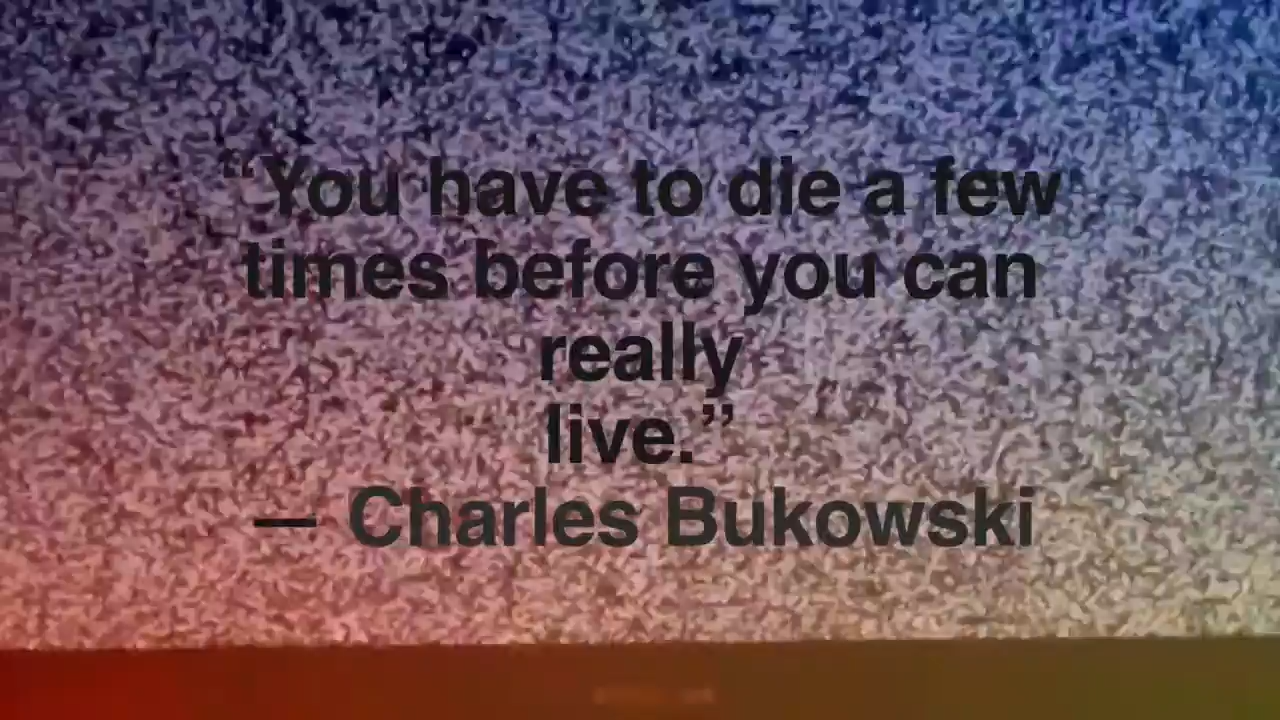 “You have to die a few
times before you can
really
live.”
— Charles Bukowski